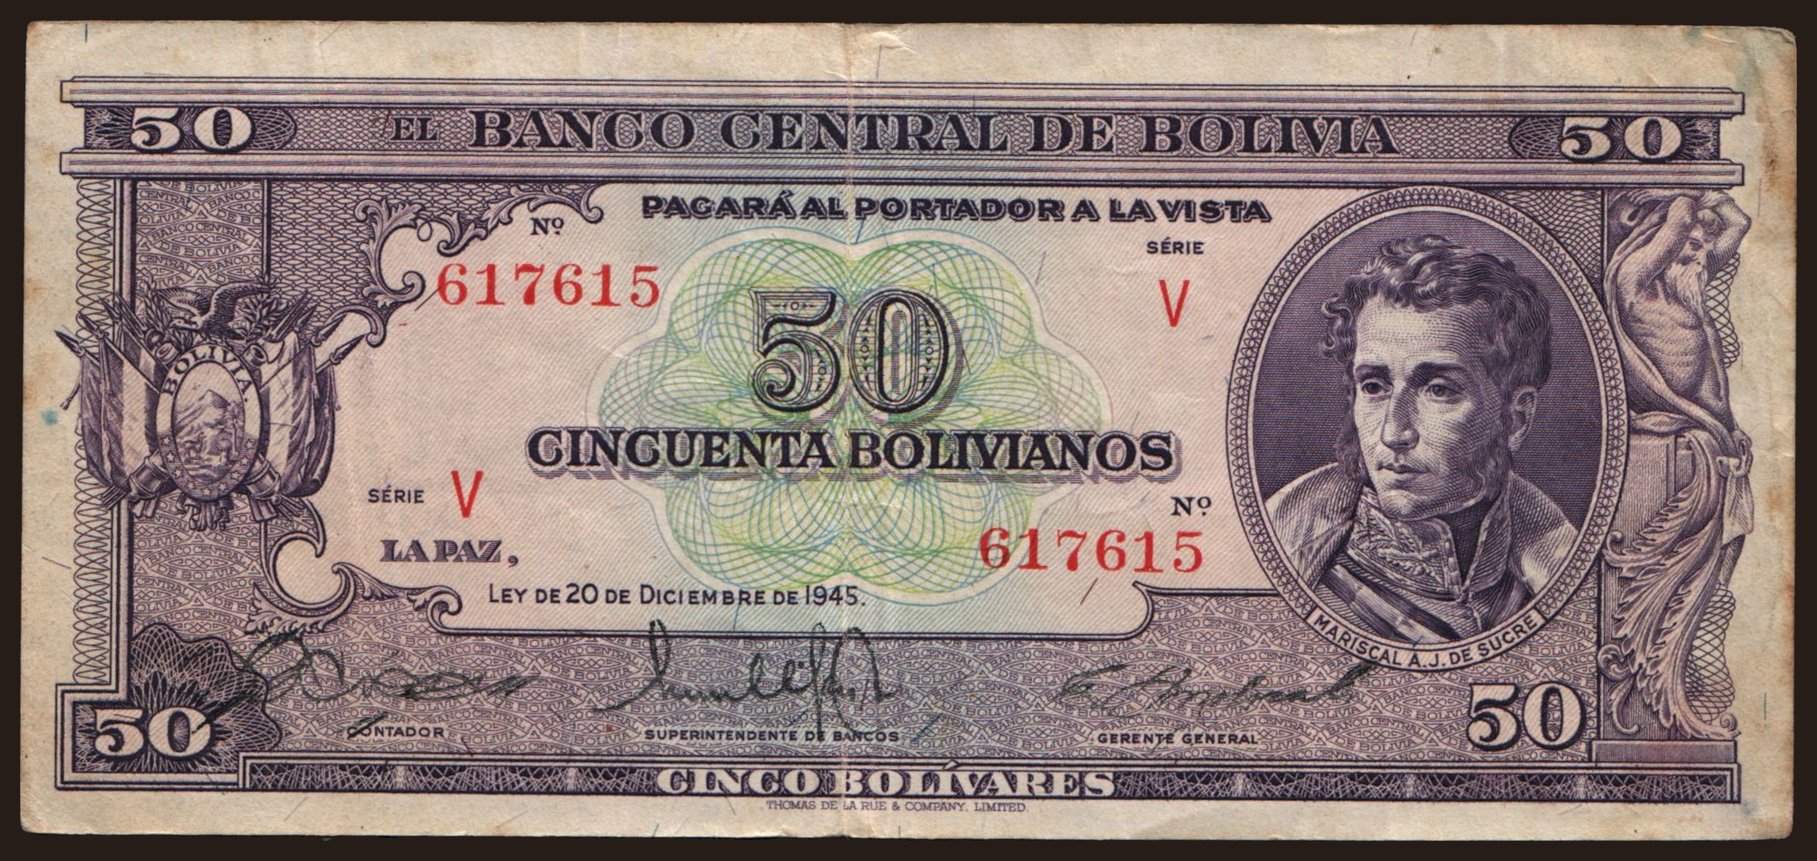 50 EL BANCO CENTRAL DE BOLIVIA 50
PAGARÁ AL PORTADOR A LA VISTA
Nº
SÉRIE
617615
V
BOLIVIA
50
CINCUENTA BOLIVIANOS
SÉRIE V
Nº
LA PAZ,
617615
LEY DE 20 DE DICIEMBRE DE 1945.
MARISCAL A.J. DE SUCRE
50
CONTADOR
SUPERINTENDENTE DE BANCOS
GERENTE GENERAL
50
CINCO BOLÍVARES
THOMAS DE LA RUE & COMPANY, LIMITED.